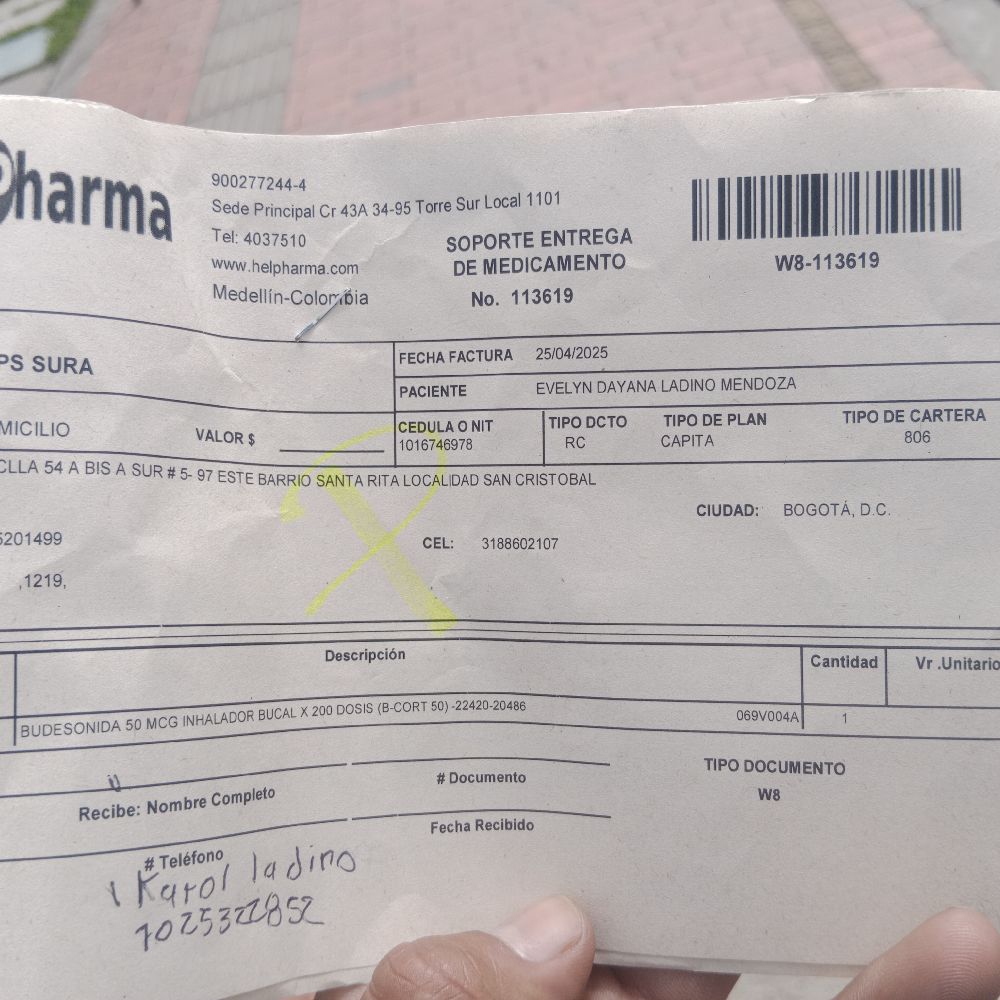 Pharma
900277244-4
Sede Principal Cr 43A 34-95 Torre Sur Local 1101
Tel: 4037510
www.helpharma.com
Medellín-Colombia
SOPORTE ENTREGA
DE MEDICAMENTO
No. 113619
W8-113619
PS SURA
FECHA FACTURA 25/04/2025
PACIENTE EVELYN DAYANA LADINO MENDOZA
MICILIO VALOR $
CEDULA O NIT TIPO DCTO TIPO DE PLAN TIPO DE CARTERA
1016746978 RC CAPITA 806
CLLA 54 A BIS A SUR # 5- 97 ESTE BARRIO SANTA RITA LOCALIDAD SAN CRISTOBAL
CIUDAD: BOGOTÁ, D.C.
5201499 CEL: 3188602107
,1219,
Descripción Cantidad Vr .Unitario
BUDESONIDA 50 MCG INHALADOR BUCAL X 200 DOSIS (B-CORT 50) -22420-20486 069V004A 1
Recibe: Nombre Completo # Documento TIPO DOCUMENTO
W8
# Teléfono Fecha Recibido
Karol ladino
1025322852